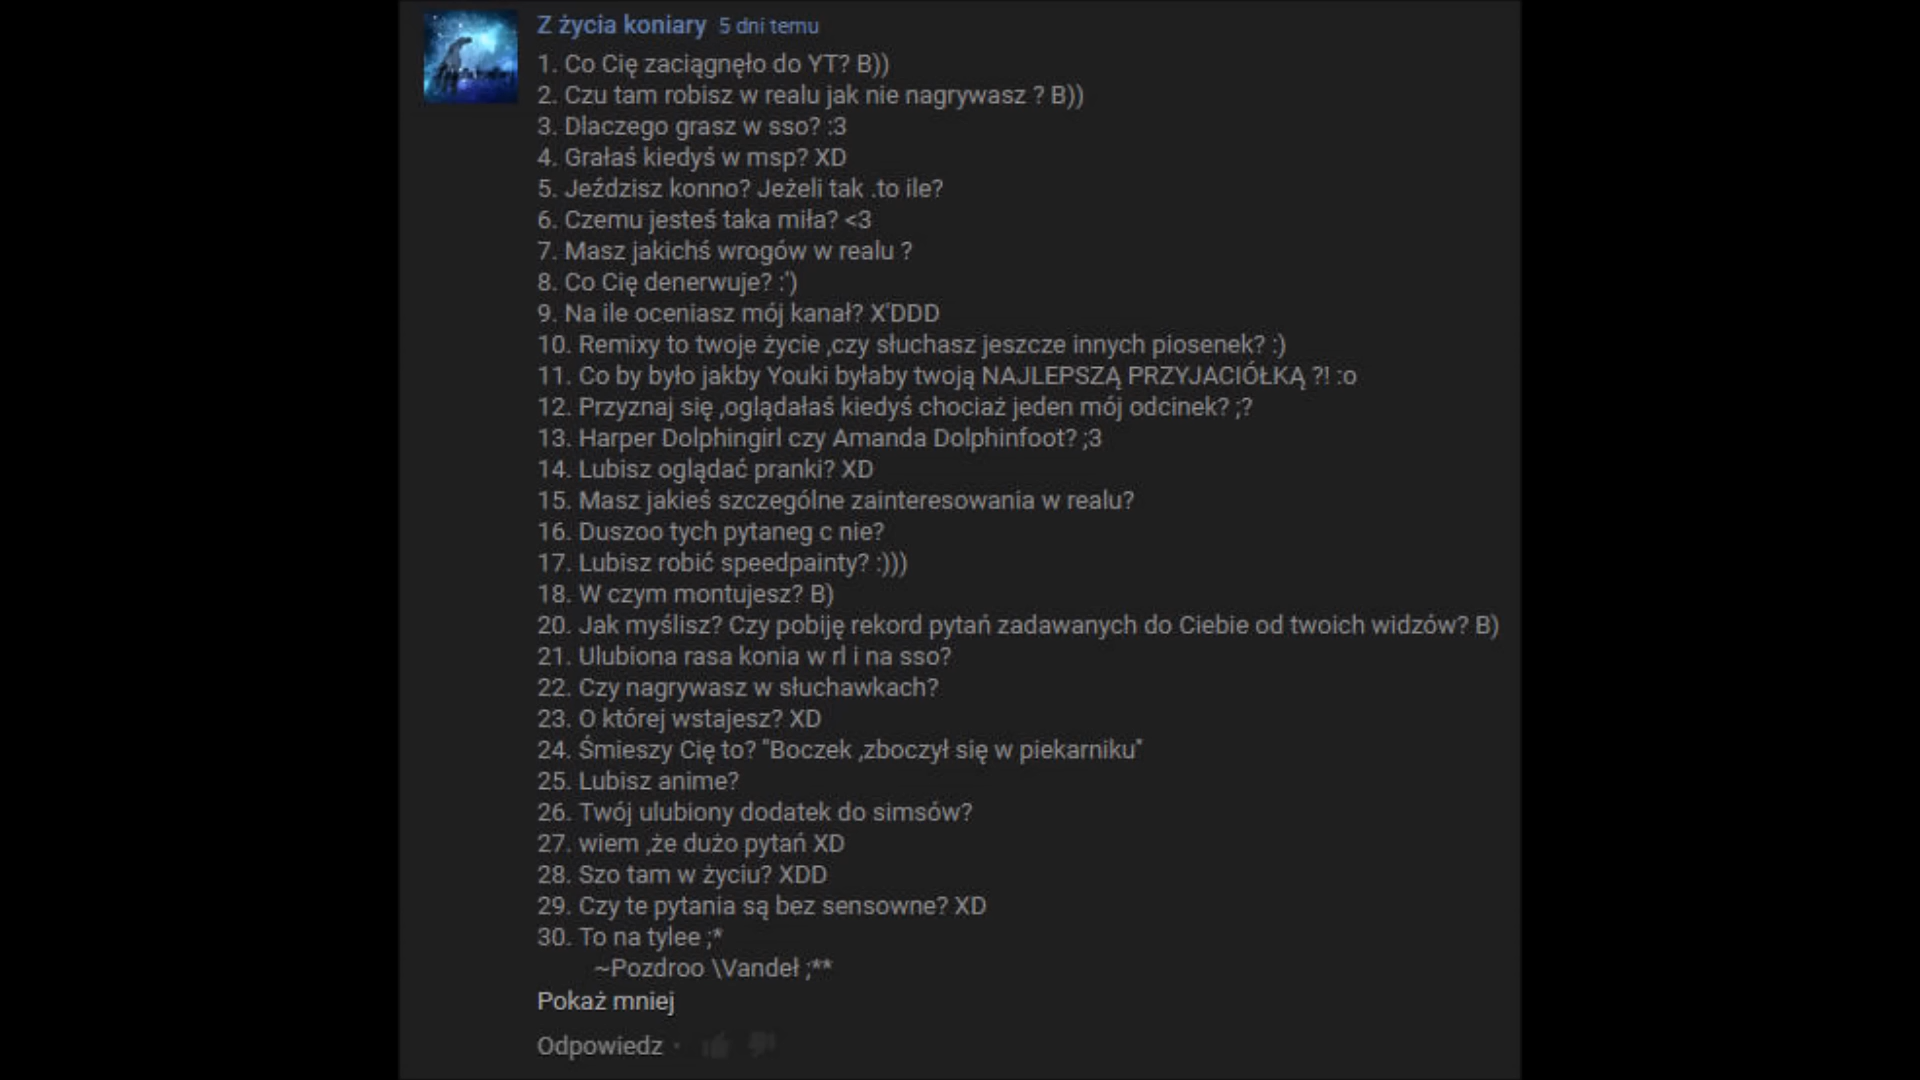 Z życia koniary 5 dni temu
1. Co Cię zaciągnęło do YT? B))
2. Czu tam robisz w realu jak nie nagrywasz ? B))
3. Dlaczego grasz w sso? :3
4. Grałaś kiedyś w msp? XD
5. Jeździsz konno? Jeżeli tak .to ile?
6. Czemu jesteś taka miła? <3
7. Masz jakichś wrogów w realu ?
8. Co Cię denerwuje? :')
9. Na ile oceniasz mój kanał? X'DDD
10. Remixy to twoje życie ,czy słuchasz jeszcze innych piosenek? :)
11. Co by było jakby Youki byłaby twoją NAJLEPSZĄ PRZYJACIÓŁKĄ ?! :o
12. Przyznaj się ,oglądałaś kiedyś chociaż jeden mój odcinek? ;?
13. Harper Dolphingirl czy Amanda Dolphinfoot? ;3
14. Lubisz oglądać pranki? XD
15. Masz jakieś szczególne zainteresowania w realu?
16. Duszoo tych pytaneg c nie?
17. Lubisz robić speedpainty? :)))
18. W czym montujesz? B)
20. Jak myślisz? Czy pobiję rekord pytań zadawanych do Ciebie od twoich widzów? B)
21. Ulubiona rasa konia w rl i na sso?
22. Czy nagrywasz w słuchawkach?
23. O której wstajesz? XD
24. Śmieszy Cię to? "Boczek ,zboczył się w piekarniku"
25. Lubisz anime?
26. Twój ulubiony dodatek do simsów?
27. wiem ,że dużo pytań XD
28. Szo tam w życiu? XDD
29. Czy te pytania są bez sensowne? XD
30. To na tylee ;*
~Pozdroo \Vandeł ;**
Pokaż mniej
Odpowiedz ·